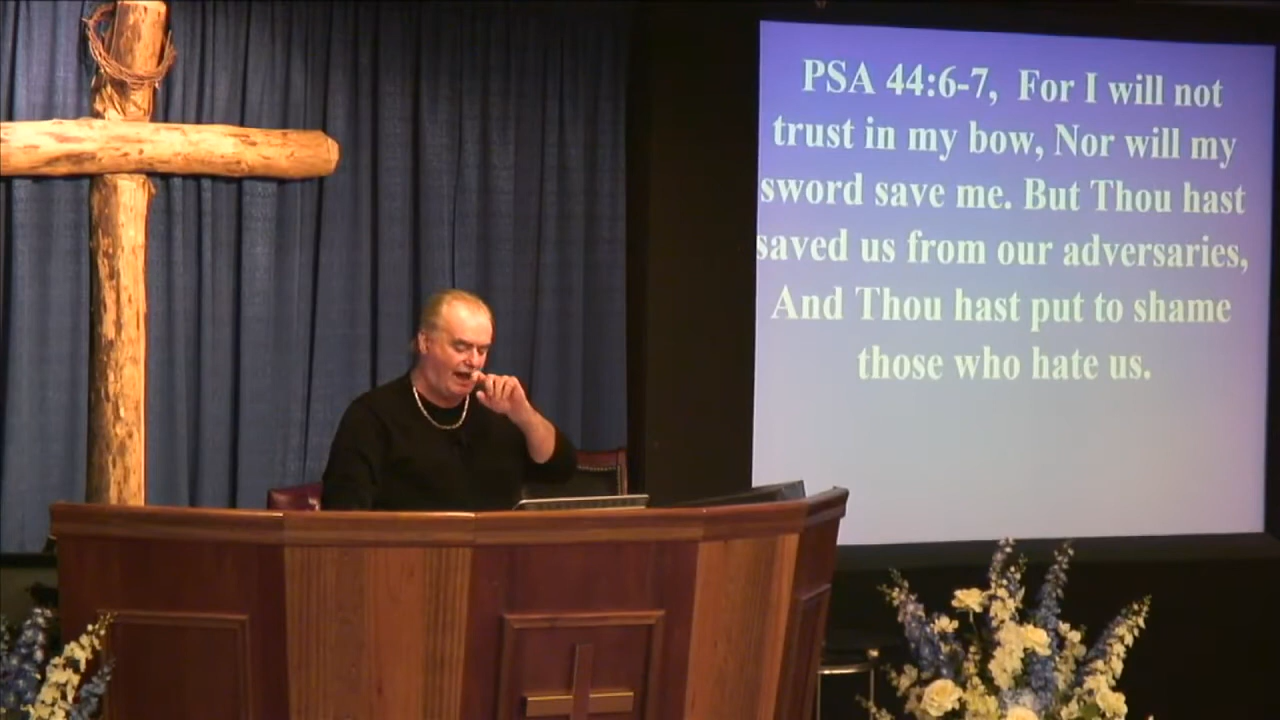 PSA 44:6-7, For I will not
trust in my bow, Nor will my
sword save me. But Thou hast
saved us from our adversaries,
And Thou hast put to shame
those who hate us.